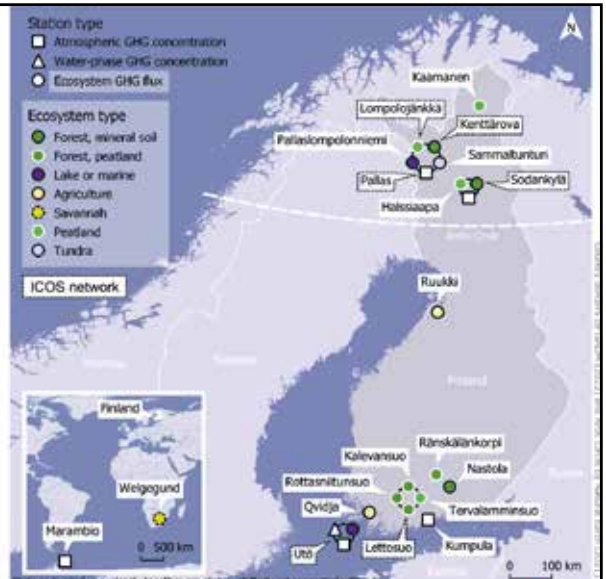 Station type
Atmospheric GHG concentration
Water-phase GHG concentration
Ecosystem GHG flux
Ecosystem type
Forest, mineral soil
Forest, peatland
Lake or marine
Agriculture
Savannah
Peatland
Tundra
ICOS network
N
Kaamanen
Lompolojänkkä
Kenttärova
Pallaslompolonniemi
Sammaltunturi
Pallas
Sodankylä
Halssiaapa
Ruukki
Finland
Ränskälänkorpi
Kalevansuo
Nastola
Rottasniitunsuo
Qvidja
Tervalamminsuo
Utö
Lettosuo
Kumpula
0 100 km
Finland
Welgegund
Marambio
0 500 km